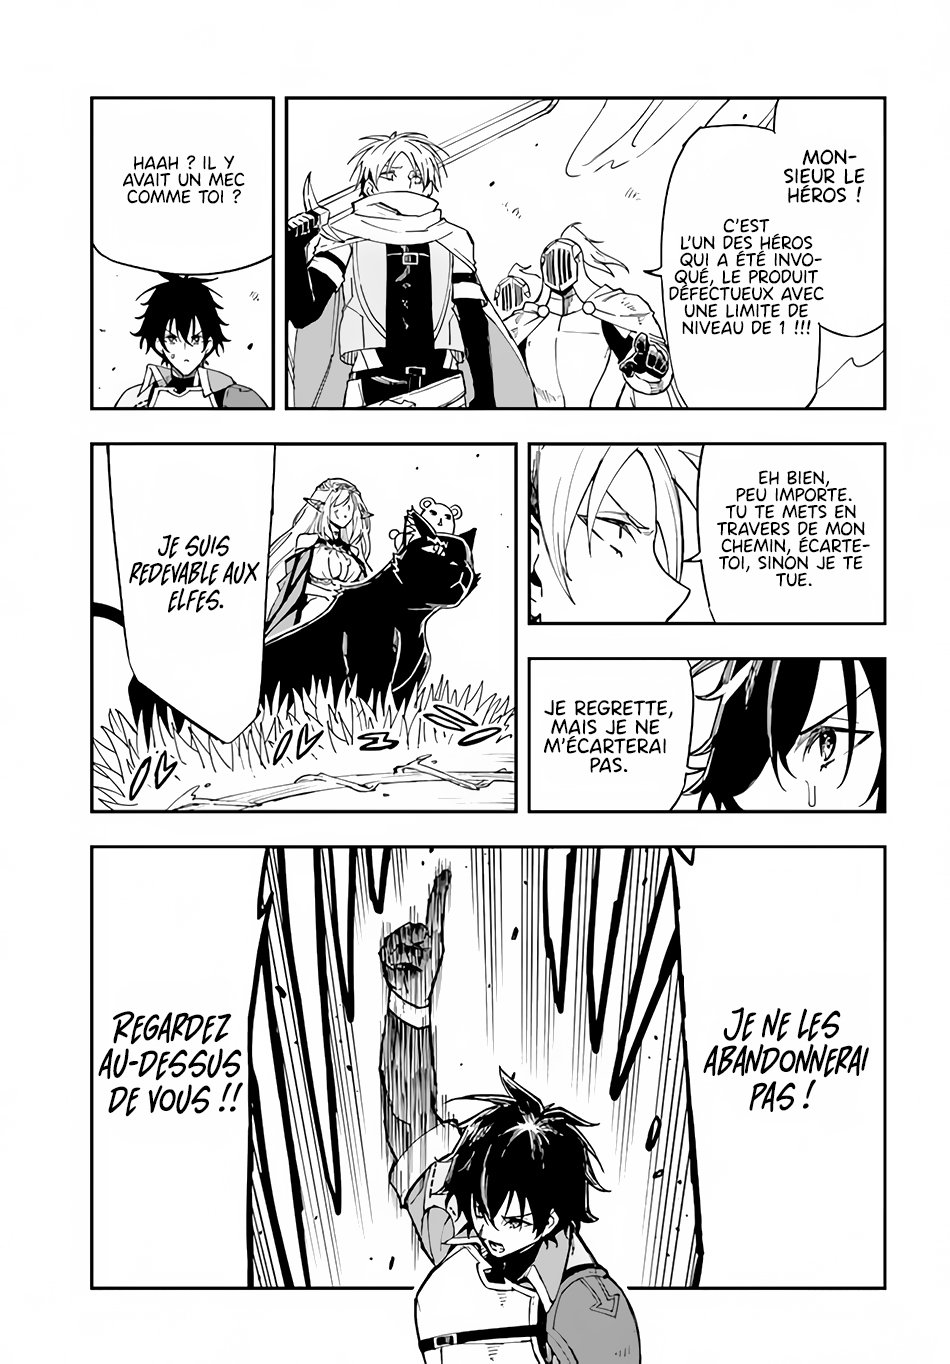 MON-
SIEUR LE
HÉROS !
C'EST
L'UN DES HÉROS
QUI A ÉTÉ INVO-
QUÉ, LE PRODUIT
DÉFECTUEUX AVEC
UNE LIMITE DE
NIVEAU DE 1 !!!
HAAH ? IL Y
AVAIT UN MEC
COMME TOI ?
EH BIEN,
PEU IMPORTE.
TU TE METS EN
TRAVERS DE MON
CHEMIN, ÉCARTE-
TOI, SINON JE TE
TUE.
JE REGRETTE,
MAIS JE NE
M'ÉCARTERAI
PAS.
JE SUIS
REDEVABLE AUX
ELFES.
JE NE LES
ABANDONNERAI
PAS !
REGARDEZ
AU-DESSUS
DE VOUS !!